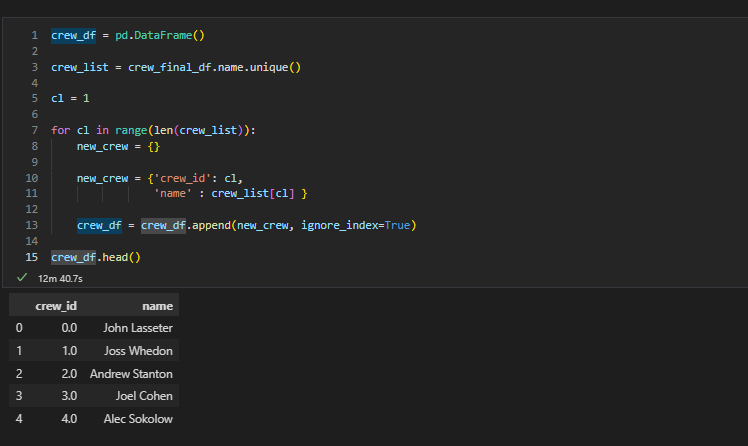 1 crew_df = pd.DataFrame()
2
3 crew_list = crew_final_df.name.unique()
4
5 cl = 1
6
7 for cl in range(len(crew_list)):
8     new_crew = {}
9
10     new_crew = {'crew_id': cl,
11                 'name' : crew_list[cl] }
12
13     crew_df = crew_df.append(new_crew, ignore_index=True)
14
15 crew_df.head()
12m 40.7s
crew_id name
0 0.0 John Lasseter
1 1.0 Joss Whedon
2 2.0 Andrew Stanton
3 3.0 Joel Cohen
4 4.0 Alec Sokolow